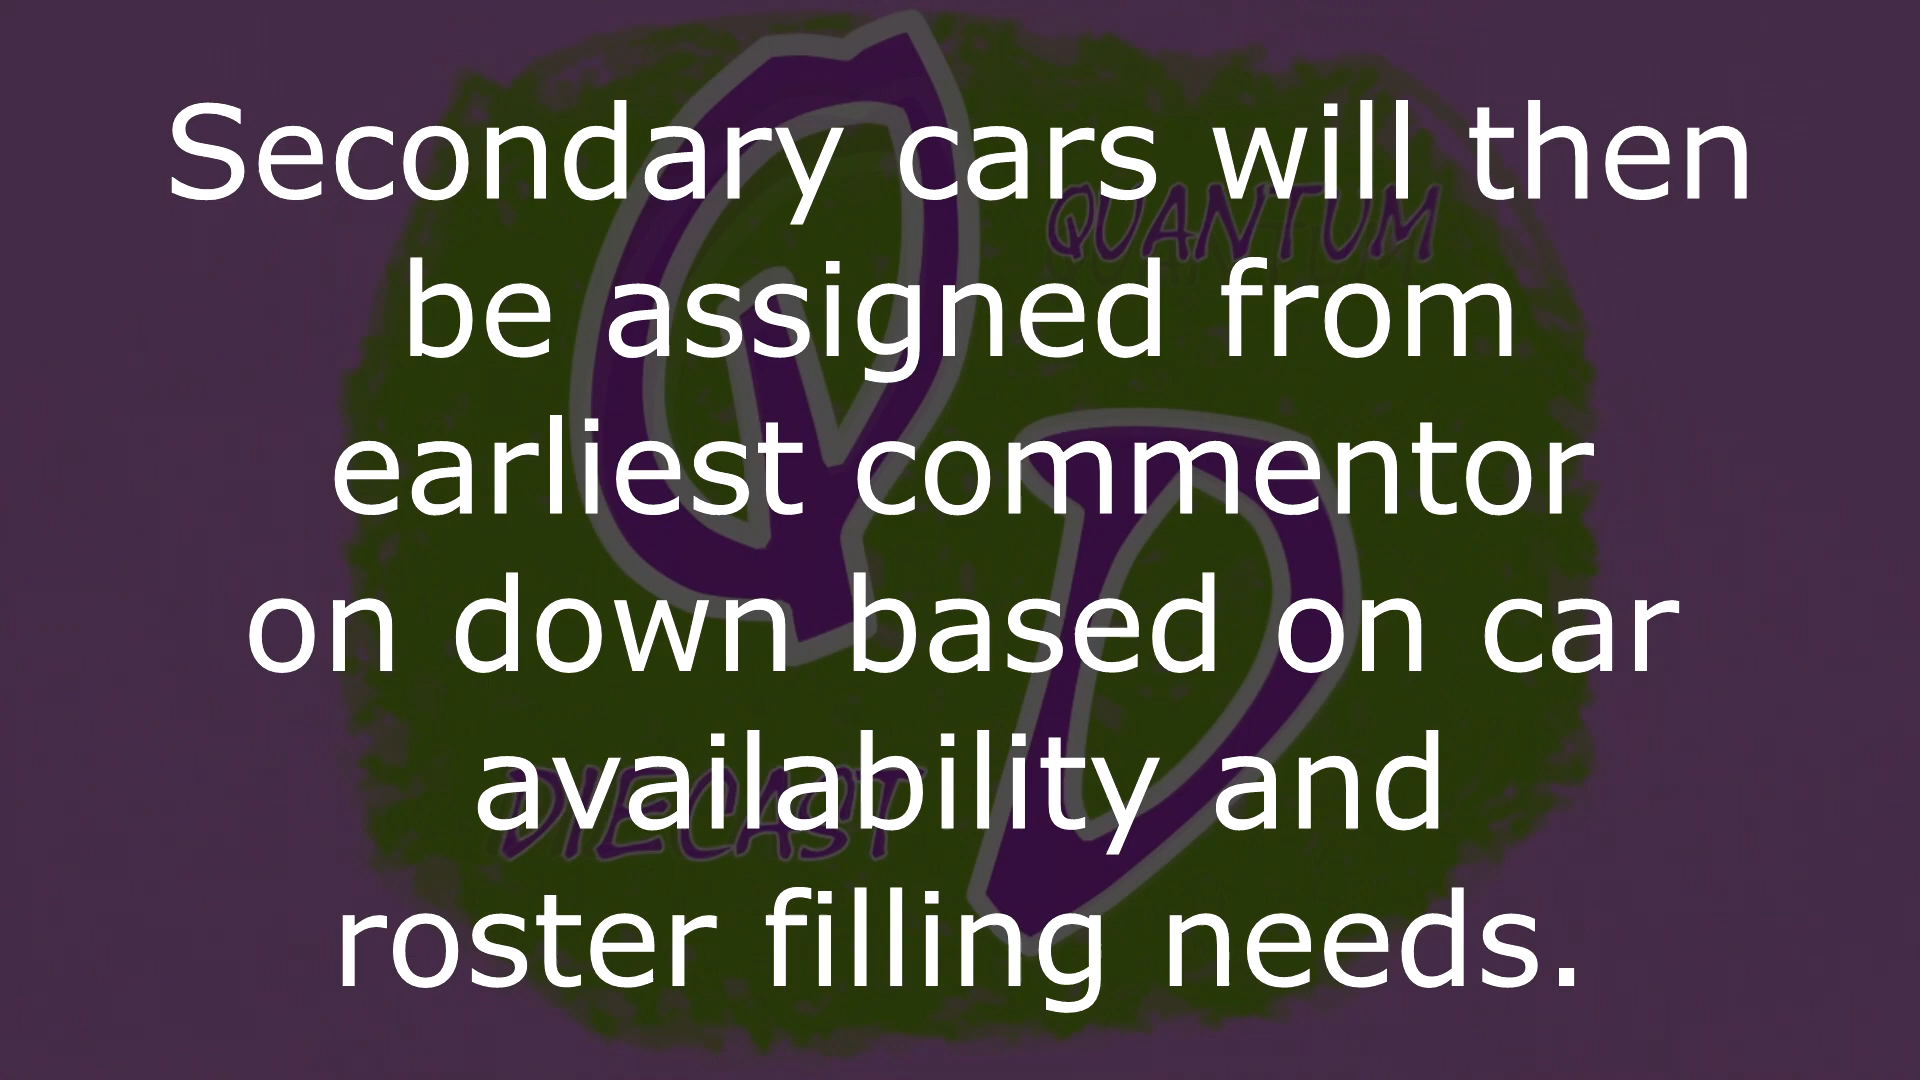 Secondary cars will then
QUANTUM
be assigned from
earliest commentor
on down based on car
availability and
DIECAST
roster filling needs.